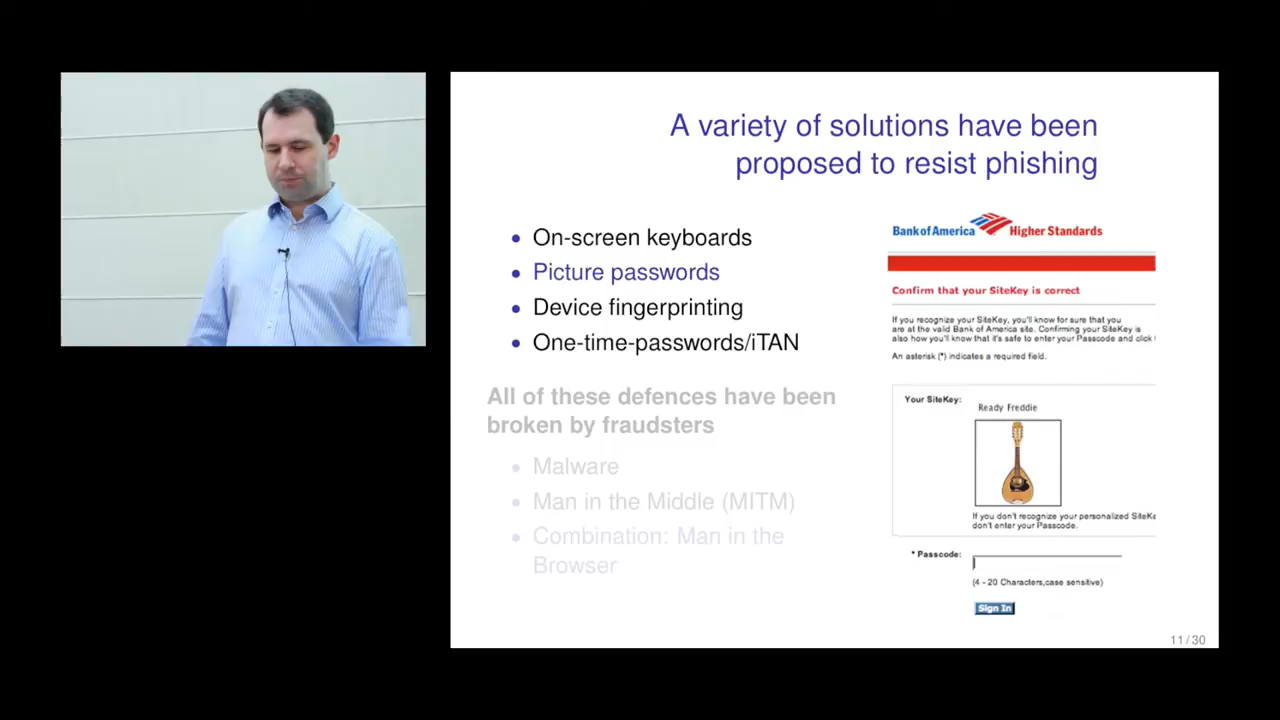 A variety of solutions have been
proposed to resist phishing
• On-screen keyboards
• Picture passwords
• Device fingerprinting
• One-time-passwords/iTAN
All of these defences have been
broken by fraudsters
• Malware
• Man in the Middle (MITM)
• Combination: Man in the
Browser
Bank of America Higher Standards
Confirm that your SiteKey is correct
If you recognize your SiteKey, you'll know for sure that you
are at the valid Bank of America site. Confirming your SiteKey is
also how you'll know that it's safe to enter your Passcode and click
An asterisk (*) indicates a required field.
Your SiteKey:
Ready Freddie
If you don't recognize your personalized SiteKe
don't enter your Passcode.
* Passcode:
(4 - 20 Characters,case sensitive)
Sign In
11/30